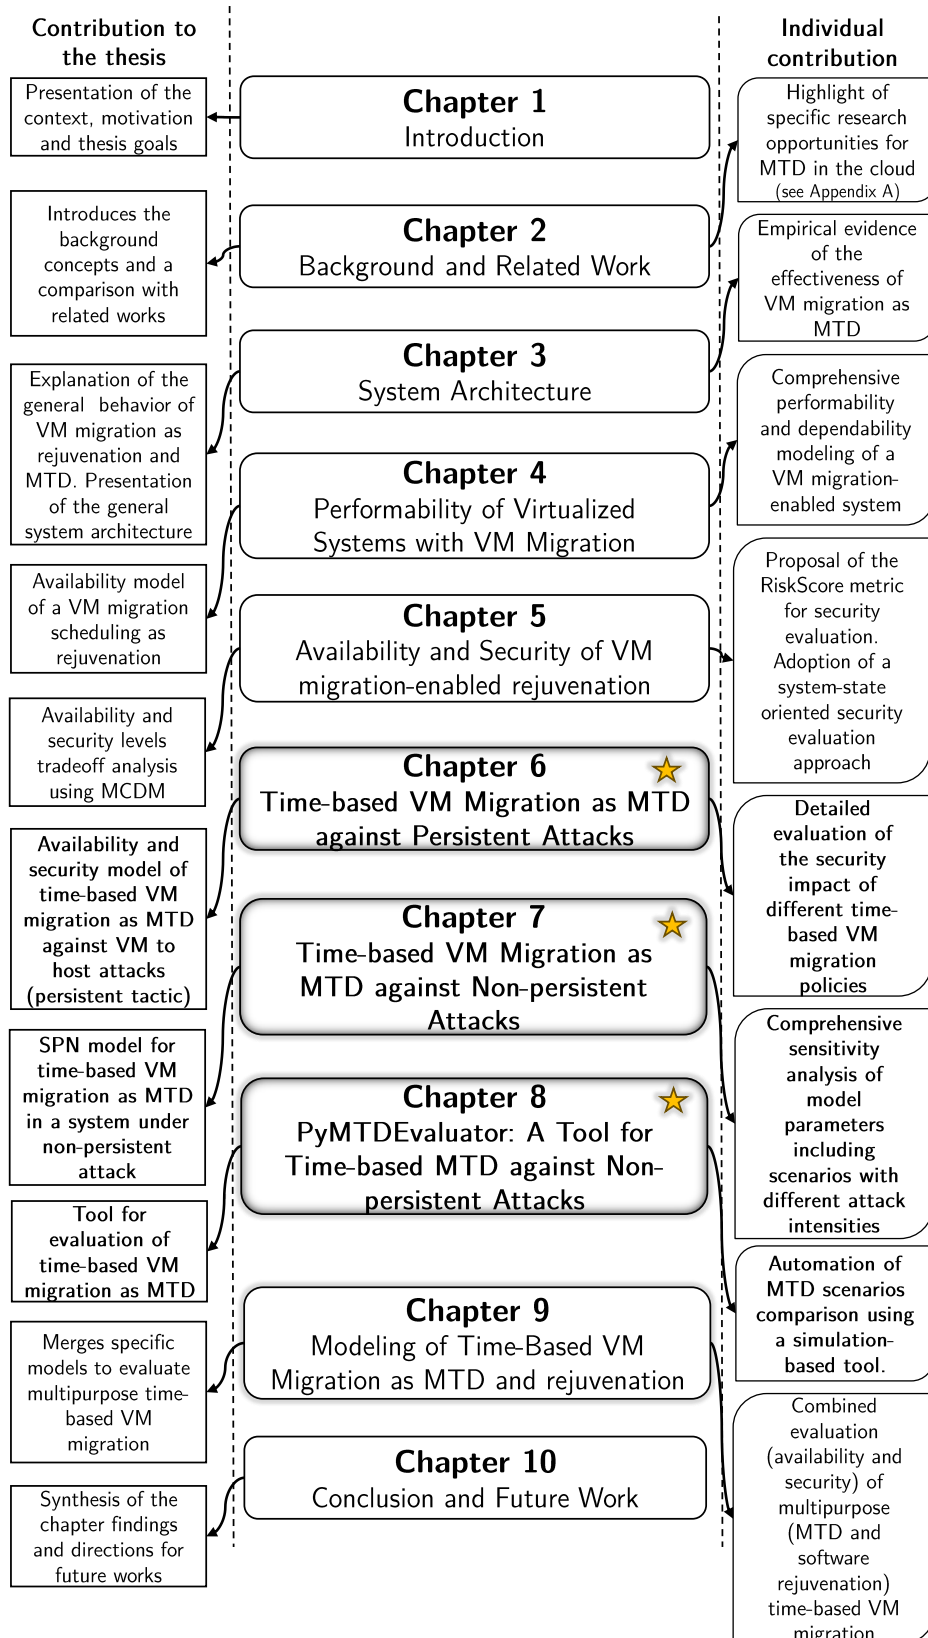 Contribution to
the thesis
Presentation of the
context, motivation
and thesis goals
Introduces the
background
concepts and a
comparison with
related works
Explanation of the
general behavior of
VM migration as
rejuvenation and
MTD. Presentation
of the general
system architecture
Availability model
of a VM migration
scheduling as
rejuvenation
Availability and
security levels
tradeoff analysis
using MCDM
Availability and
security model of
time-based VM
migration as MTD
against VM to
host attacks
(persistent tactic)
SPN model for
time-based VM
migration as MTD
in a system under
non-persistent
attack
Tool for
evaluation of
time-based VM
migration as MTD
Merges specific
models to evaluate
multipurpose time-
based VM
migration
Synthesis of the
chapter findings
and directions for
future works
Chapter 1
Introduction
Chapter 2
Background and Related Work
Chapter 3
System Architecture
Chapter 4
Performability of Virtualized
Systems with VM Migration
Chapter 5
Availability and Security of VM
migration-enabled rejuvenation
Chapter 6
Time-based VM Migration as MTD
against Persistent Attacks
Chapter 7
Time-based VM Migration as
MTD against Non-persistent
Attacks
Chapter 8
PyMTDEvaluator: A Tool for
Time-based MTD against Non-
persistent Attacks
Chapter 9
Modeling of Time-Based VM
Migration as MTD and rejuvenation
Chapter 10
Conclusion and Future Work
Individual
contribution
Highlight of
specific research
opportunities for
MTD in the cloud
(see Appendix A)
Empirical evidence
of the
effectiveness of
VM migration as
MTD
Comprehensive
performability
and dependability
modeling of a
VM migration-
enabled system
Proposal of the
RiskScore metric
for security
evaluation.
Adoption of a
system-state
oriented security
evaluation
approach
Detailed
evaluation of
the security
impact of
different time-
based VM
migration
policies
Comprehensive
sensitivity
analysis of
model
parameters
including
scenarios with
different attack
intensities
Automation of
MTD scenarios
comparison using
a simulation-
based tool.
Combined
evaluation
(availability and
security) of
multipurpose
(MTD and
software
rejuvenation)
time-based VM
migration